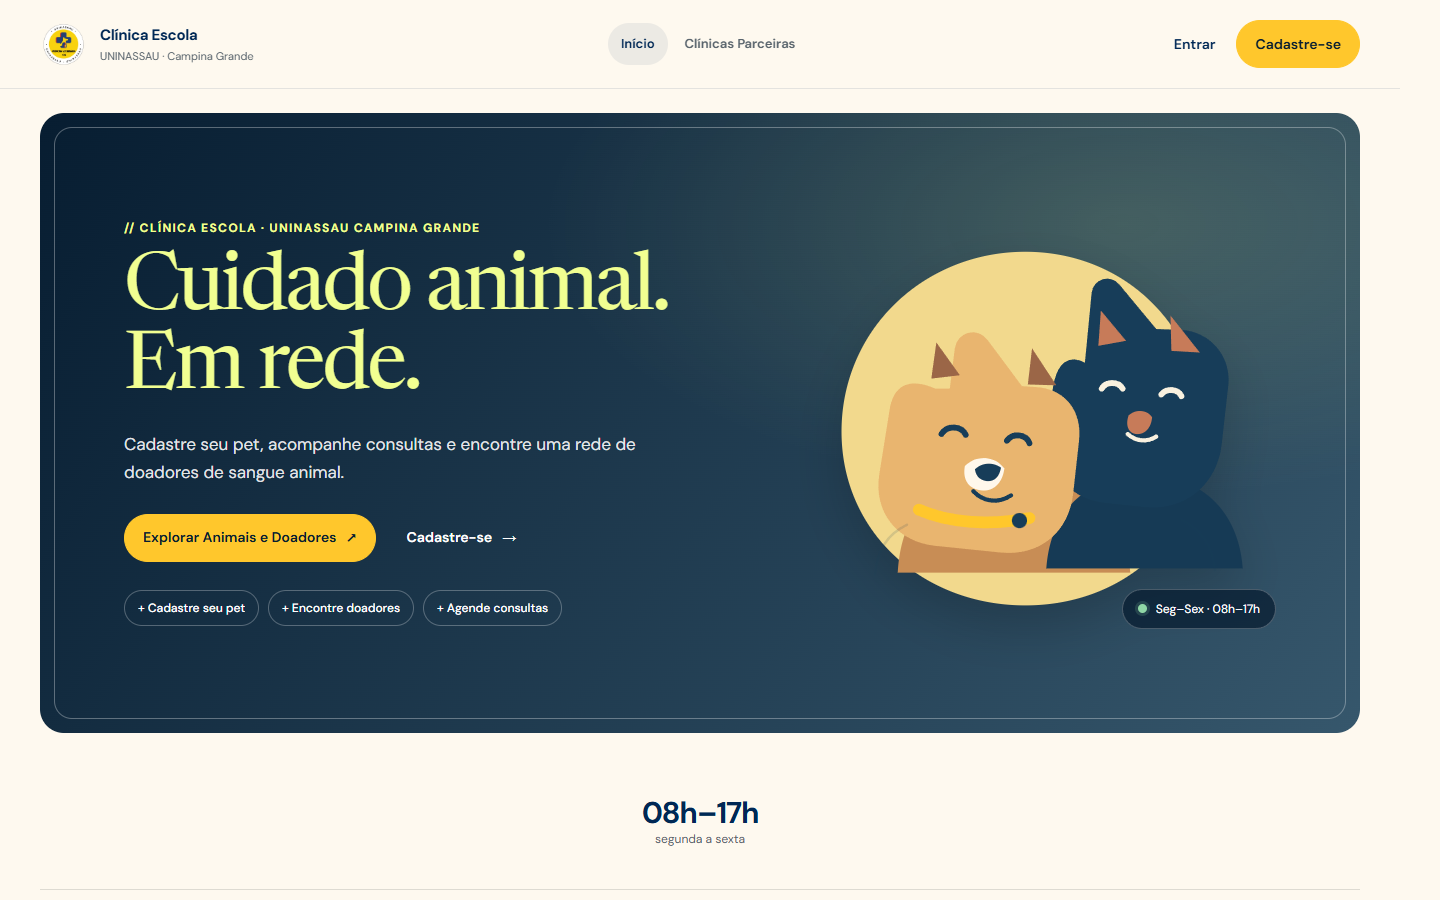 Clínica Escola
UNINASSAU · Campina Grande
Início
Clínicas Parceiras
Entrar
Cadastre-se
// CLÍNICA ESCOLA · UNINASSAU CAMPINA GRANDE
Cuidado animal.
Em rede.
Cadastre seu pet, acompanhe consultas e encontre uma rede de
doadores de sangue animal.
Explorar Animais e Doadores ↗
Cadastre-se →
+ Cadastre seu pet
+ Encontre doadores
+ Agende consultas
Seg–Sex · 08h–17h
08h–17h
segunda a sexta